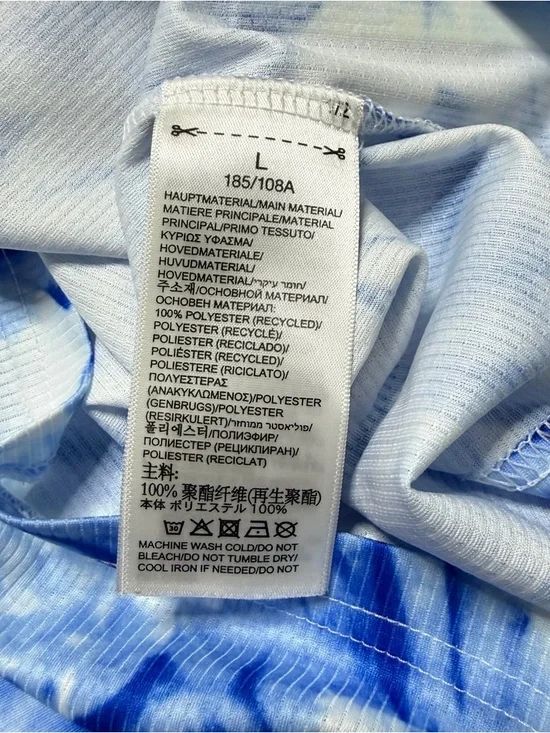 L
185/108A
HAUPTMATERIAL/MAIN MATERIAL/
MATIERE PRINCIPALE/MATERIAL
PRINCIPAL/PRIMO TESSUTO/
ΚΥΡΙΩΣ ΥΦΑΣΜΑ/
HOVEDMATERIALE/
HUVUDMATERIAL/
HOVEDMATERIAL/חומר עיקרי/
주소재/ОСНОВНОЙ МАТЕРИАЛ/
ОСНОВЕН МАТЕРИАЛ:
100% POLYESTER (RECYCLED)/
POLYESTER (RECYCLÉ)/
POLIESTER (RECICLADO)/
POLIÉSTER (RECYCLED)/
POLIESTERE (RICICLATO)/
ΠΟΛΥΕΣΤΕΡΑΣ
(ΑΝΑΚΥΚΛΩΜΕΝΟΣ)/POLYESTER
(GENBRUGS)/POLYESTER
(RESIRKULERT)/פוליאסטר ממוחזר/
폴리에스터/ПОЛИЭФИР/
ПОЛИЕСТЕР (РЕЦИКЛИРАН)/
POLIESTER (RECICLAT)
主料:
100% 聚酯纤维(再生聚酯)
本体 ポリエステル 100%
30
MACHINE WASH COLD/DO NOT
BLEACH/DO NOT TUMBLE DRY/
COOL IRON IF NEEDED/DO NOT